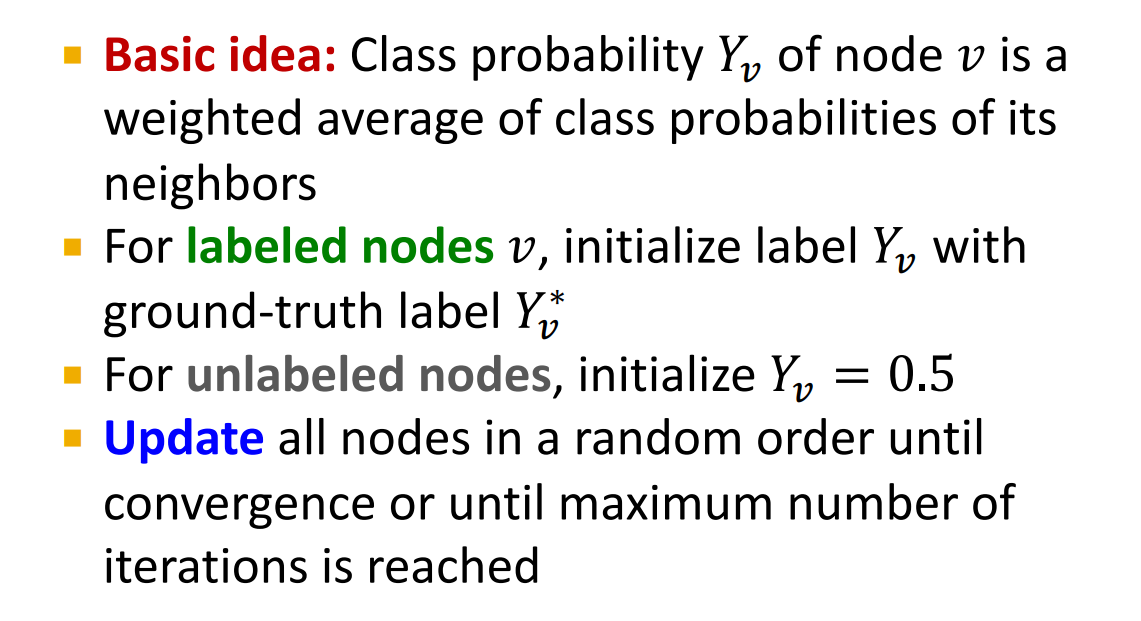 ▪ Basic idea: Class probability Y_v of node v is a
weighted average of class probabilities of its
neighbors
▪ For labeled nodes v, initialize label Y_v with
ground-truth label Y_v^*
▪ For unlabeled nodes, initialize Y_v = 0.5
▪ Update all nodes in a random order until
convergence or until maximum number of
iterations is reached